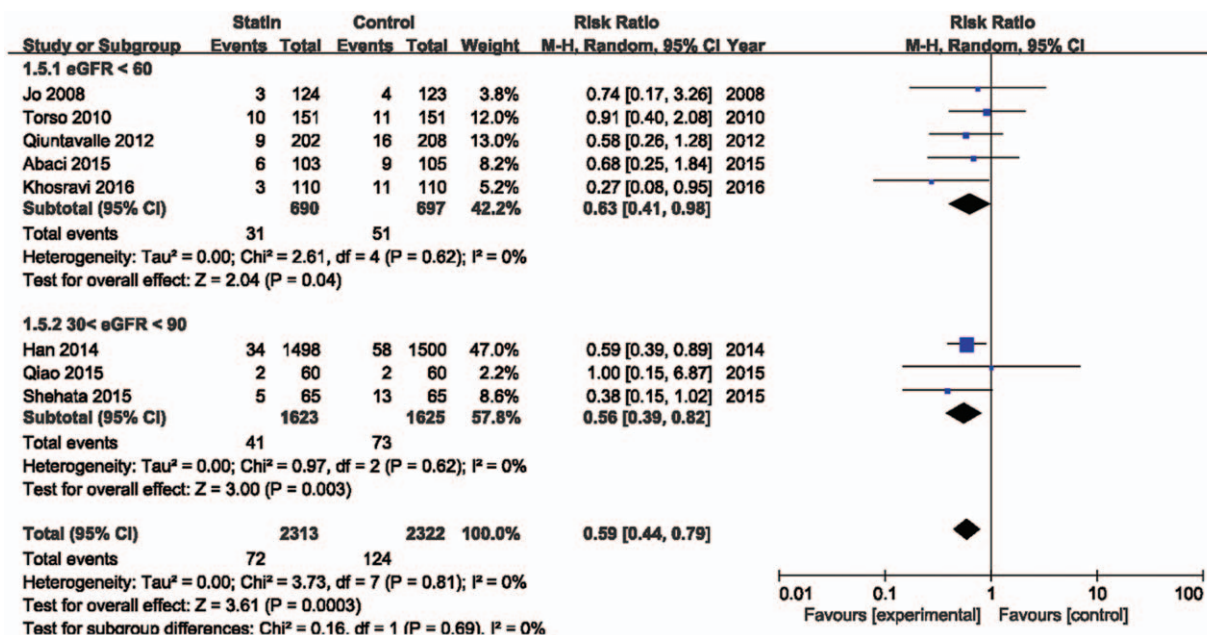 Statin Control Risk Ratio Risk Ratio
Study or Subgroup Events Total Events Total Weight M-H, Random, 95% CI Year M-H, Random, 95% CI
1.5.1 eGFR < 60
Jo 2008 3 124 4 123 3.8% 0.74 [0.17, 3.26] 2008
Torso 2010 10 151 11 151 12.0% 0.91 [0.40, 2.08] 2010
Qiuntavalle 2012 9 202 16 208 13.0% 0.58 [0.26, 1.28] 2012
Abaci 2015 6 103 9 105 8.2% 0.68 [0.25, 1.84] 2015
Khosravi 2016 3 110 11 110 5.2% 0.27 [0.08, 0.95] 2016
Subtotal (95% CI) 690 697 42.2% 0.63 [0.41, 0.98]
Total events 31 51
Heterogeneity: Tau² = 0.00; Chi² = 2.61, df = 4 (P = 0.62); I² = 0%
Test for overall effect: Z = 2.04 (P = 0.04)
1.5.2 30< eGFR < 90
Han 2014 34 1498 58 1500 47.0% 0.59 [0.39, 0.89] 2014
Qiao 2015 2 60 2 60 2.2% 1.00 [0.15, 6.87] 2015
Shehata 2015 5 65 13 65 8.6% 0.38 [0.15, 1.02] 2015
Subtotal (95% CI) 1623 1625 57.8% 0.56 [0.39, 0.82]
Total events 41 73
Heterogeneity: Tau² = 0.00; Chi² = 0.97, df = 2 (P = 0.62); I² = 0%
Test for overall effect: Z = 3.00 (P = 0.003)
Total (95% CI) 2313 2322 100.0% 0.59 [0.44, 0.79]
Total events 72 124
Heterogeneity: Tau² = 0.00; Chi² = 3.73, df = 7 (P = 0.81); I² = 0%
Test for overall effect: Z = 3.61 (P = 0.0003)
Test for subgroup differences: Chi² = 0.16, df = 1 (P = 0.69), I² = 0%
0.01 0.1 1 10 100
Favours [experimental] Favours [control]